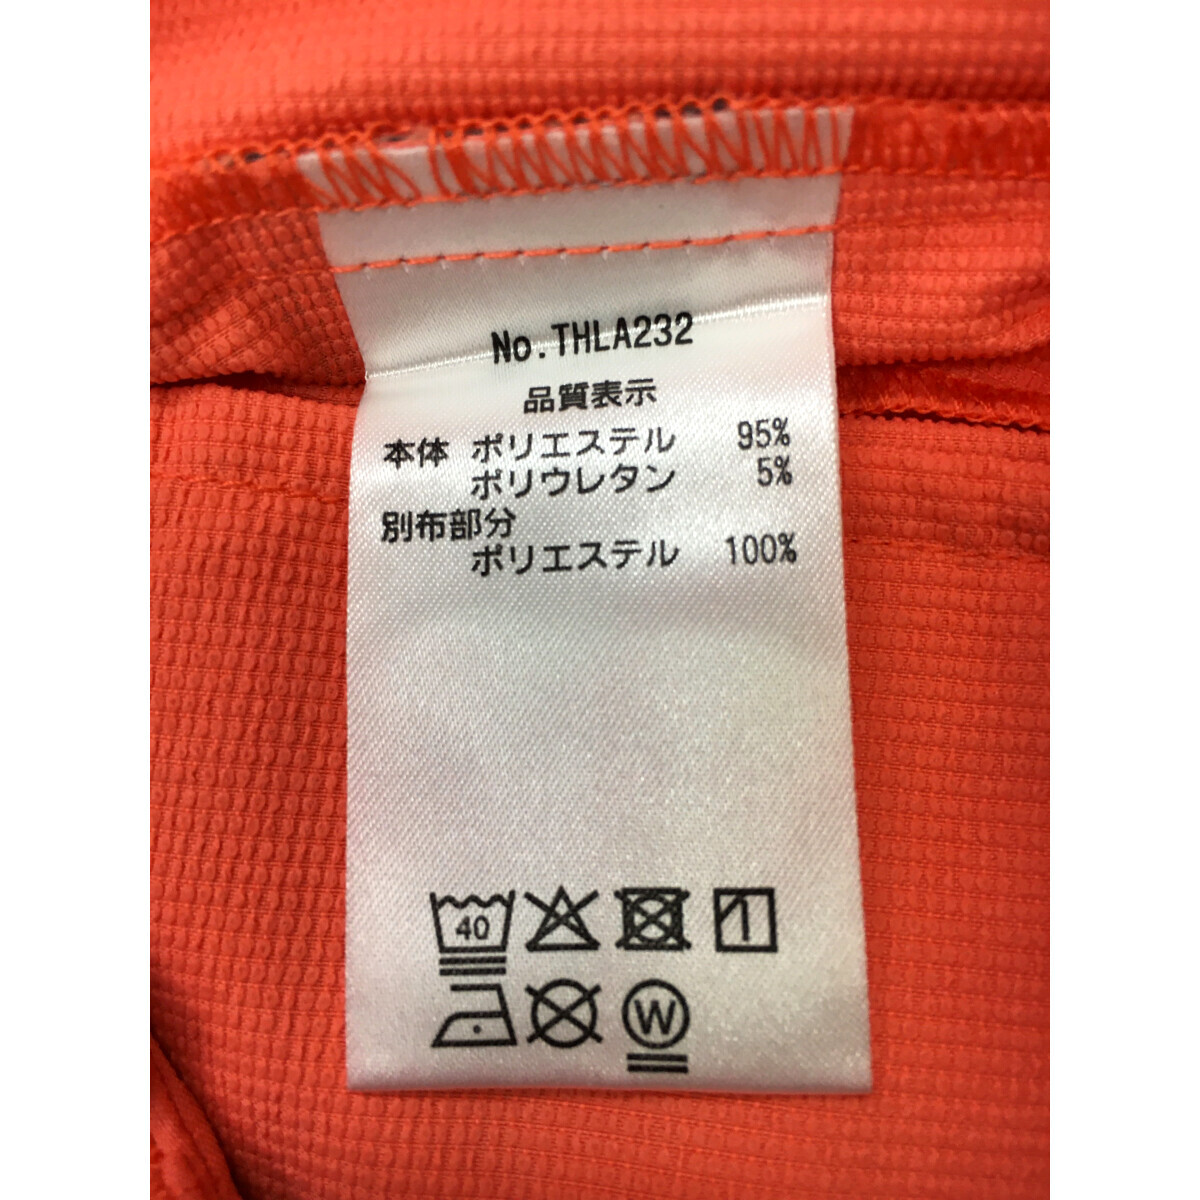 No.THLA232
品質表示
本体 ポリエステル 95%
ポリウレタン 5%
別布部分
ポリエステル 100%
40
W